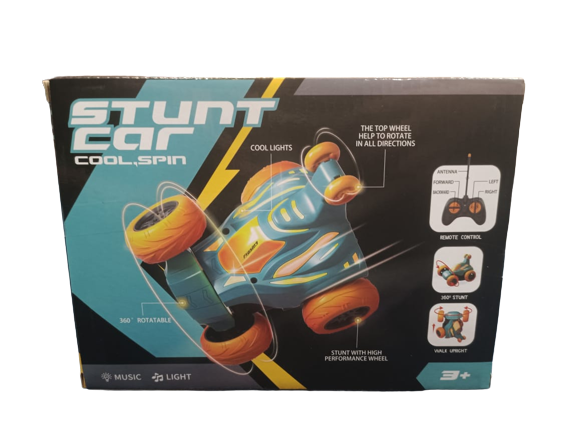 STUNT
CAR
COOL,SPIN
COOL LIGHTS
THE TOP WHEEL
HELP TO ROTATE
IN ALL DIRECTIONS
ANTENNA
FORWARD
LEFT
RIGHT
REMOTE CONTROL
360° STUNT
WALK UPRIGHT
360° ROTATABLE
STUNT WITH HIGH
PERFORMANCE WHEEL
MUSIC
LIGHT
3+